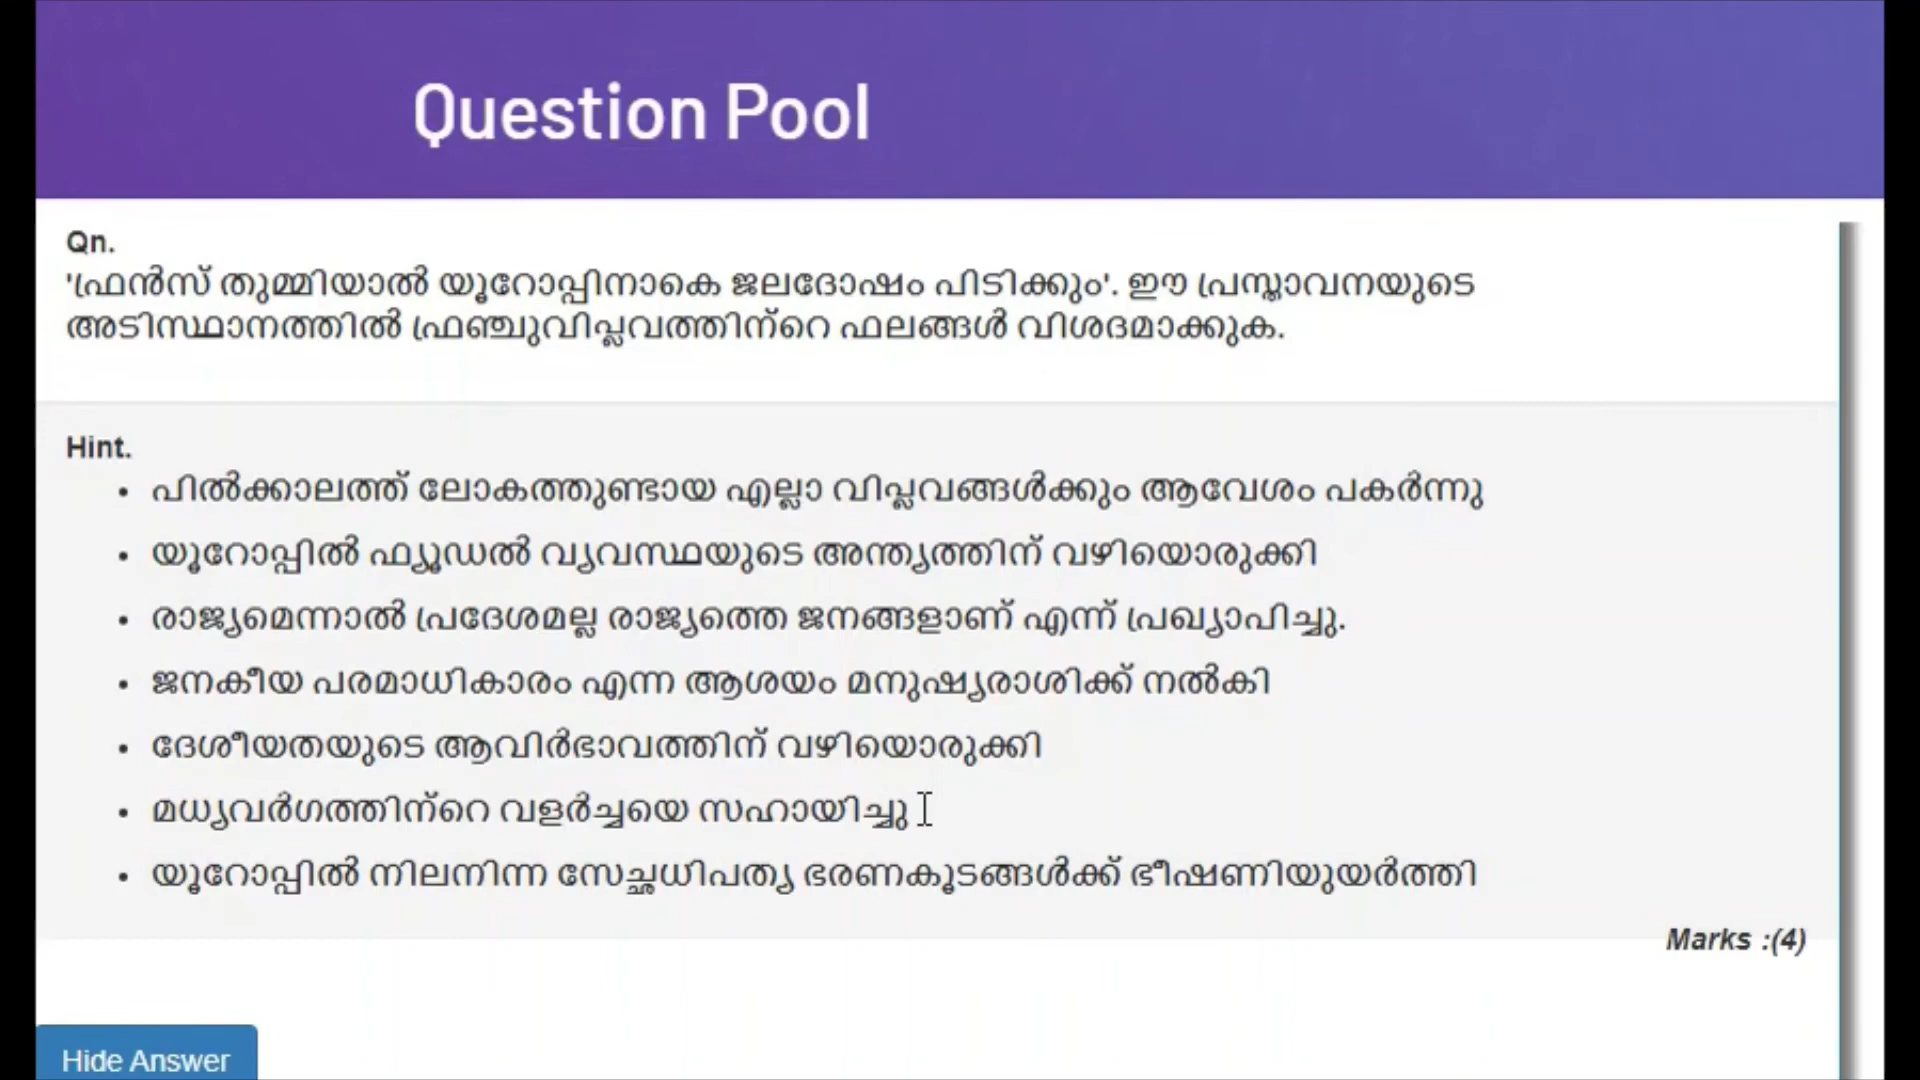 Question Pool
Qn.
'ഫ്രൻസ് തുമ്മിയാൽ യൂറോപ്പിനാകെ ജലദോഷം പിടിക്കും'. ഈ പ്രസ്താവനയുടെ
അടിസ്ഥാനത്തിൽ ഫ്രഞ്ചുവിപ്ലവത്തിന്റെ ഫലങ്ങൾ വിശദമാക്കുക.
Hint.
• പിൽക്കാലത്ത് ലോകത്തുണ്ടായ എല്ലാ വിപ്ലവങ്ങൾക്കും ആവേശം പകർന്നു
• യൂറോപ്പിൽ ഫ്യൂഡൽ വ്യവസ്ഥയുടെ അന്ത്യത്തിന് വഴിയൊരുക്കി
• രാജ്യമെന്നാൽ പ്രദേശമല്ല രാജ്യത്തെ ജനങ്ങളാണ് എന്ന് പ്രഖ്യാപിച്ചു.
• ജനകീയ പരമാധികാരം എന്ന ആശയം മനുഷ്യരാശിക്ക് നൽകി
• ദേശീയതയുടെ ആവിർഭാവത്തിന് വഴിയൊരുക്കി
• മധ്യവർഗത്തിന്റെ വളർച്ചയെ സഹായിച്ചു
• യൂറോപ്പിൽ നിലനിന്ന സേച്ഛധിപത്യ ഭരണകൂടങ്ങൾക്ക് ഭീഷണിയുയർത്തി
Marks :(4)
Hide Answer